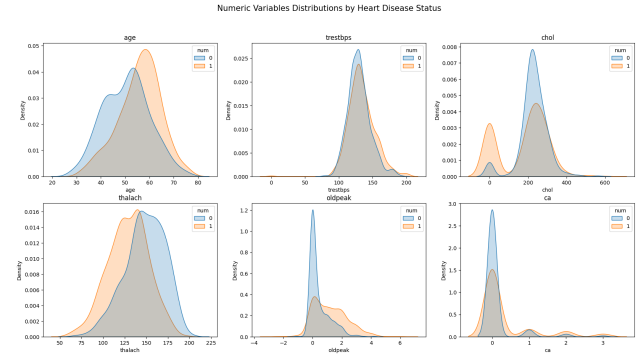 Numeric Variables Distributions by Heart Disease Status
age
trestbps
chol
0.05
0.04
0.03
0.02
0.01
0.00
Density
num
0
1
20 30 40 50 60 70 80
age
0.025
0.020
0.015
0.010
0.005
0.000
Density
num
0
1
0 50 100 150 200
trestbps
0.008
0.007
0.006
0.005
0.004
0.003
0.002
0.001
0.000
Density
num
0
1
0 200 400 600
chol
thalach
oldpeak
ca
0.016
0.014
0.012
0.010
0.008
0.006
0.004
0.002
0.000
Density
num
0
1
50 75 100 125 150 175 200 225
thalach
1.2
1.0
0.8
0.6
0.4
0.2
0.0
Density
num
0
1
−4 −2 0 2 4 6
oldpeak
3.0
2.5
2.0
1.5
1.0
0.5
0.0
Density
num
0
1
0 1 2 3
ca